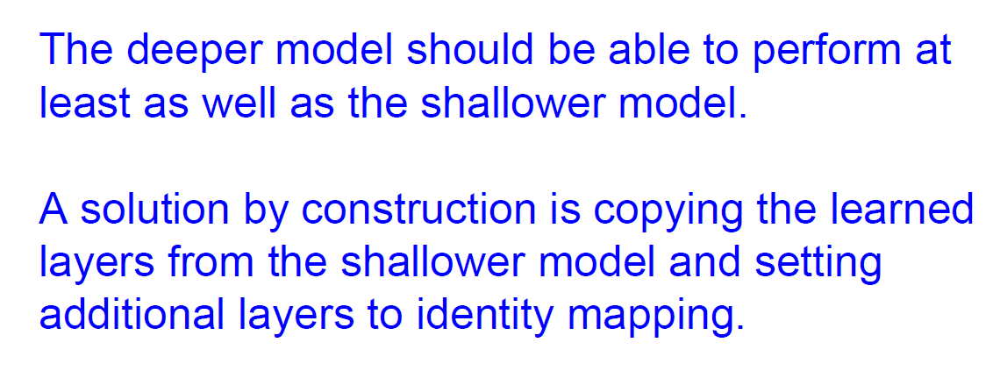 The deeper model should be able to perform at
least as well as the shallower model.
A solution by construction is copying the learned
layers from the shallower model and setting
additional layers to identity mapping.